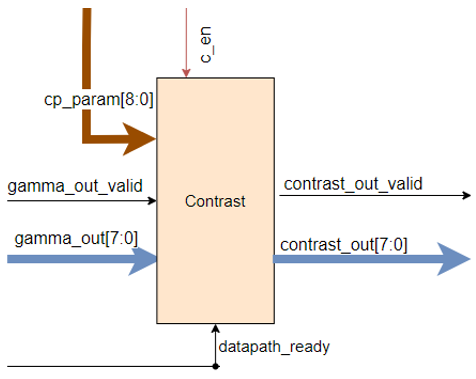 c_en
cp_param[8:0]
gamma_out_valid
contrast_out_valid
Contrast
gamma_out[7:0]
contrast_out[7:0]
datapath_ready